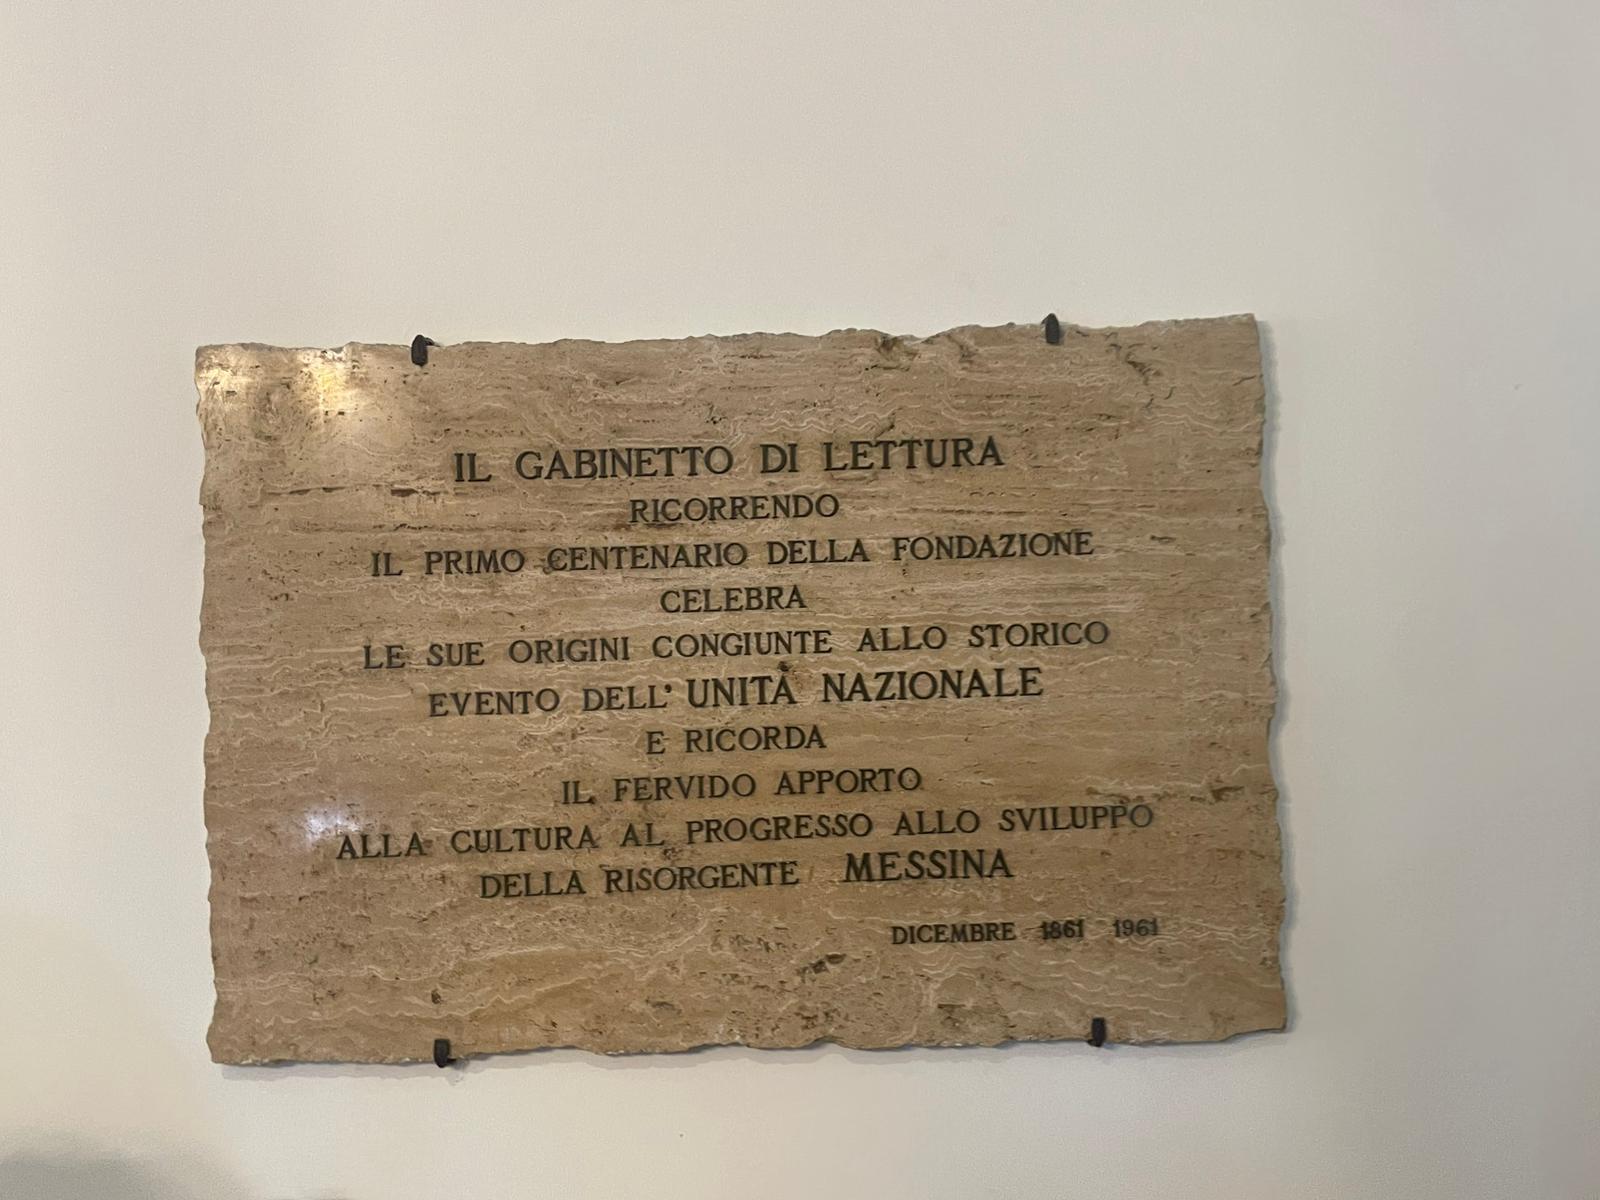 IL GABINETTO DI LETTURA
RICORRENDO
IL PRIMO CENTENARIO DELLA FONDAZIONE
CELEBRA
LE SUE ORIGINI CONGIUNTE ALLO STORICO
EVENTO DELL' UNITÀ NAZIONALE
E RICORDA
IL FERVIDO APPORTO
ALLA CULTURA AL PROGRESSO ALLO SVILUPPO
DELLA RISORGENTE MESSINA
DICEMBRE 1861 1961